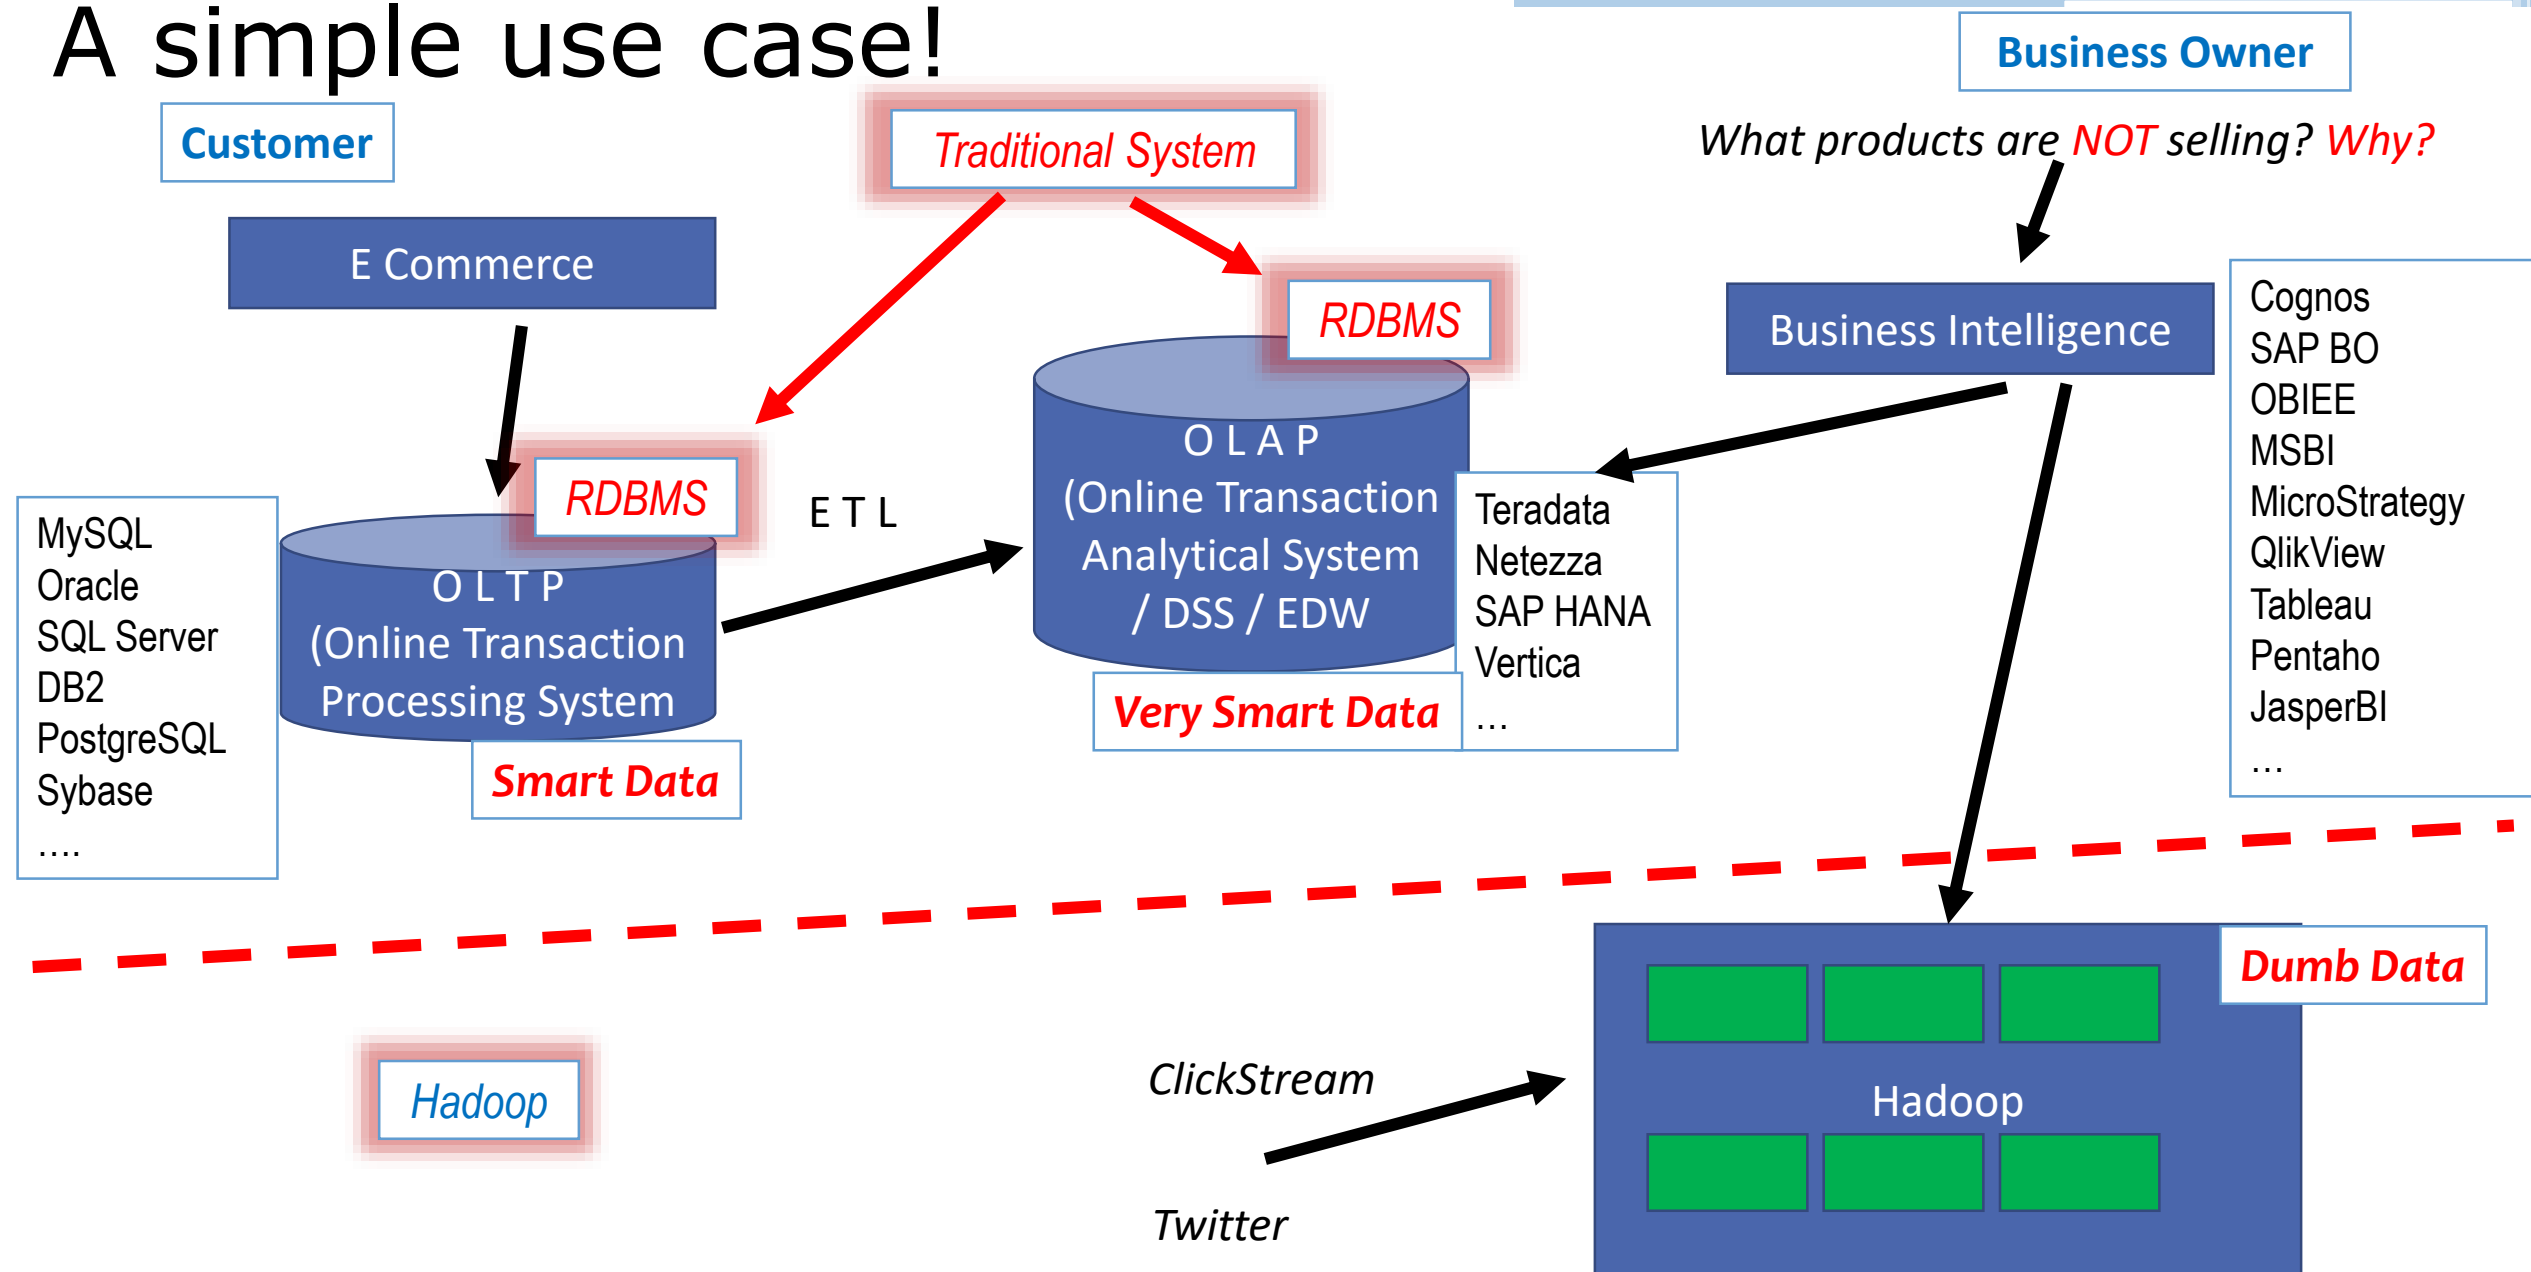 A simple use case!
Business Owner
Customer
Traditional System
What products are NOT selling? Why?
E Commerce
RDBMS
Business Intelligence
Cognos
SAP BO
OBIEE
MSBI
MicroStrategy
QlikView
Tableau
Pentaho
JasperBI
…
RDBMS
E T L
O L A P
(Online Transaction
Analytical System
/ DSS / EDW
Teradata
Netezza
SAP HANA
Vertica
…
MySQL
Oracle
SQL Server
DB2
PostgreSQL
Sybase
….
O L T P
(Online Transaction
Processing System
Very Smart Data
Smart Data
Dumb Data
Hadoop
ClickStream
Hadoop
Twitter